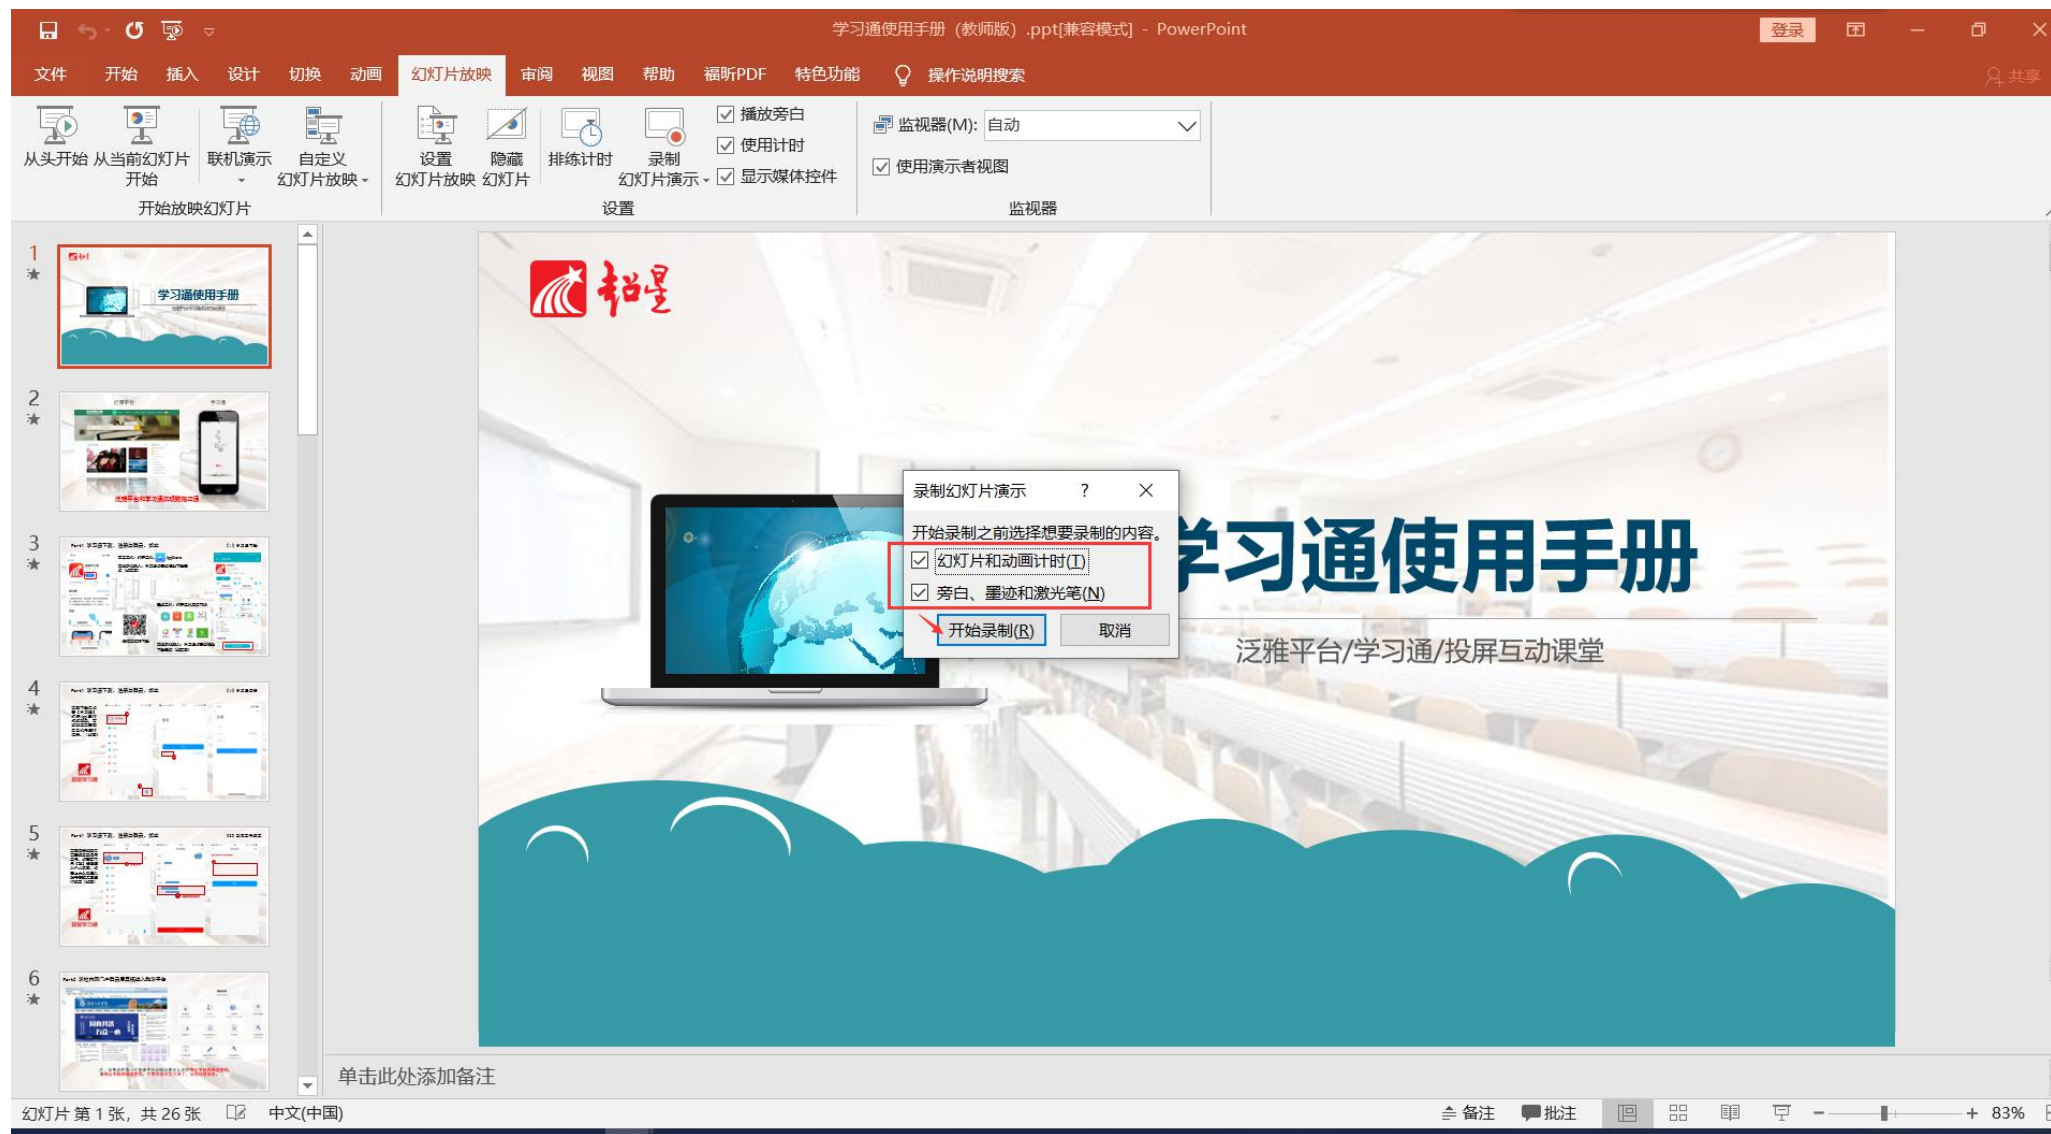 学习通使用手册（教师版）.ppt[兼容模式] - PowerPoint
登录
文件 开始 插入 设计 切换 动画 幻灯片放映 审阅 视图 帮助 福昕PDF 特色功能 操作说明搜索
共享
从头开始
从当前幻灯片
开始
联机演示
自定义
幻灯片放映
设置
幻灯片放映
隐藏
幻灯片
排练计时
录制
幻灯片演示
播放旁白
使用计时
显示媒体控件
监视器(M): 自动
使用演示者视图
开始放映幻灯片
设置
监视器
1
学习通使用手册
2
3
4
5
6
超星
学习通使用手册
泛雅平台/学习通/投屏互动课堂
录制幻灯片演示 ?
开始录制之前选择想要录制的内容。
幻灯片和动画计时(T)
旁白、墨迹和激光笔(N)
开始录制(R) 取消
单击此处添加备注
幻灯片 第 1 张，共 26 张 中文(中国)
备注 批注 83%